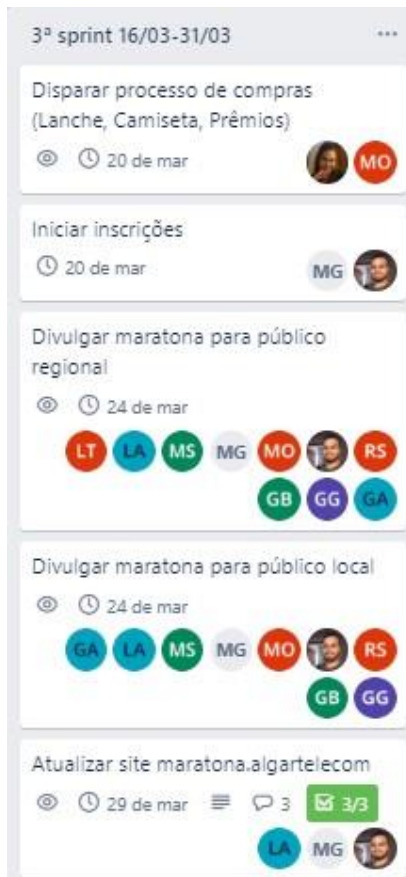 3ª sprint 16/03-31/03
Disparar processo de compras
(Lanche, Camiseta, Prêmios)
20 de mar
MO
Iniciar inscrições
20 de mar
MG
Divulgar maratona para público
regional
24 de mar
LT LA MS MG MO RS
GB GG GA
Divulgar maratona para público local
24 de mar
GA LA MS MG MO RS
GB GG
Atualizar site maratona.algartelecom
29 de mar 3 3/3
LA MG